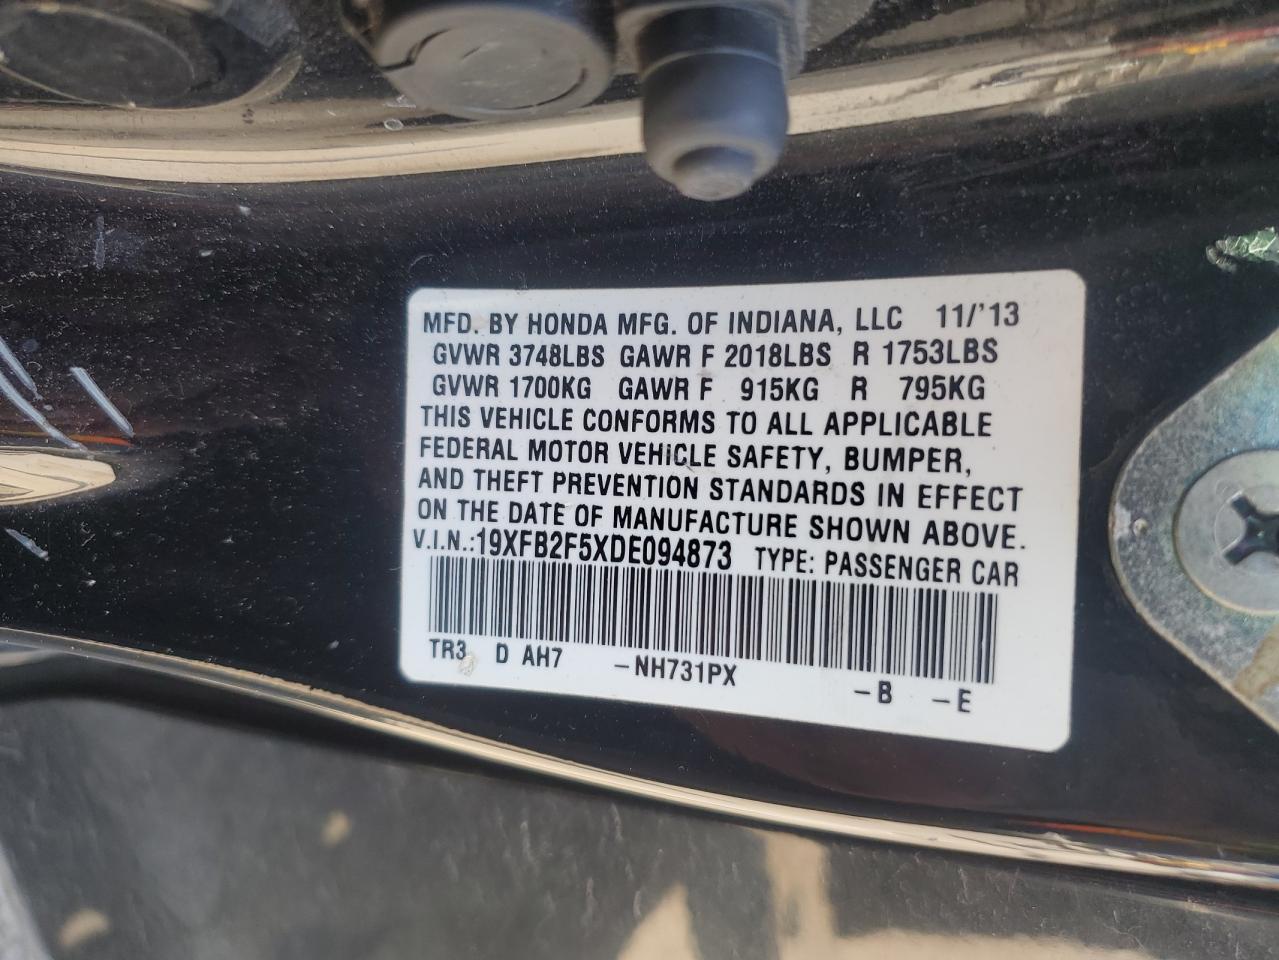 MFD. BY HONDA MFG. OF INDIANA, LLC 11/'13
GVWR 3748LBS GAWR F 2018LBS R 1753LBS
GVWR 1700KG GAWR F 915KG R 795KG
THIS VEHICLE CONFORMS TO ALL APPLICABLE
FEDERAL MOTOR VEHICLE SAFETY, BUMPER,
AND THEFT PREVENTION STANDARDS IN EFFECT
ON THE DATE OF MANUFACTURE SHOWN ABOVE.
V.I.N.:19XFB2F5XDE094873 TYPE: PASSENGER CAR
TR3 D AH7 -NH731PX -B -E